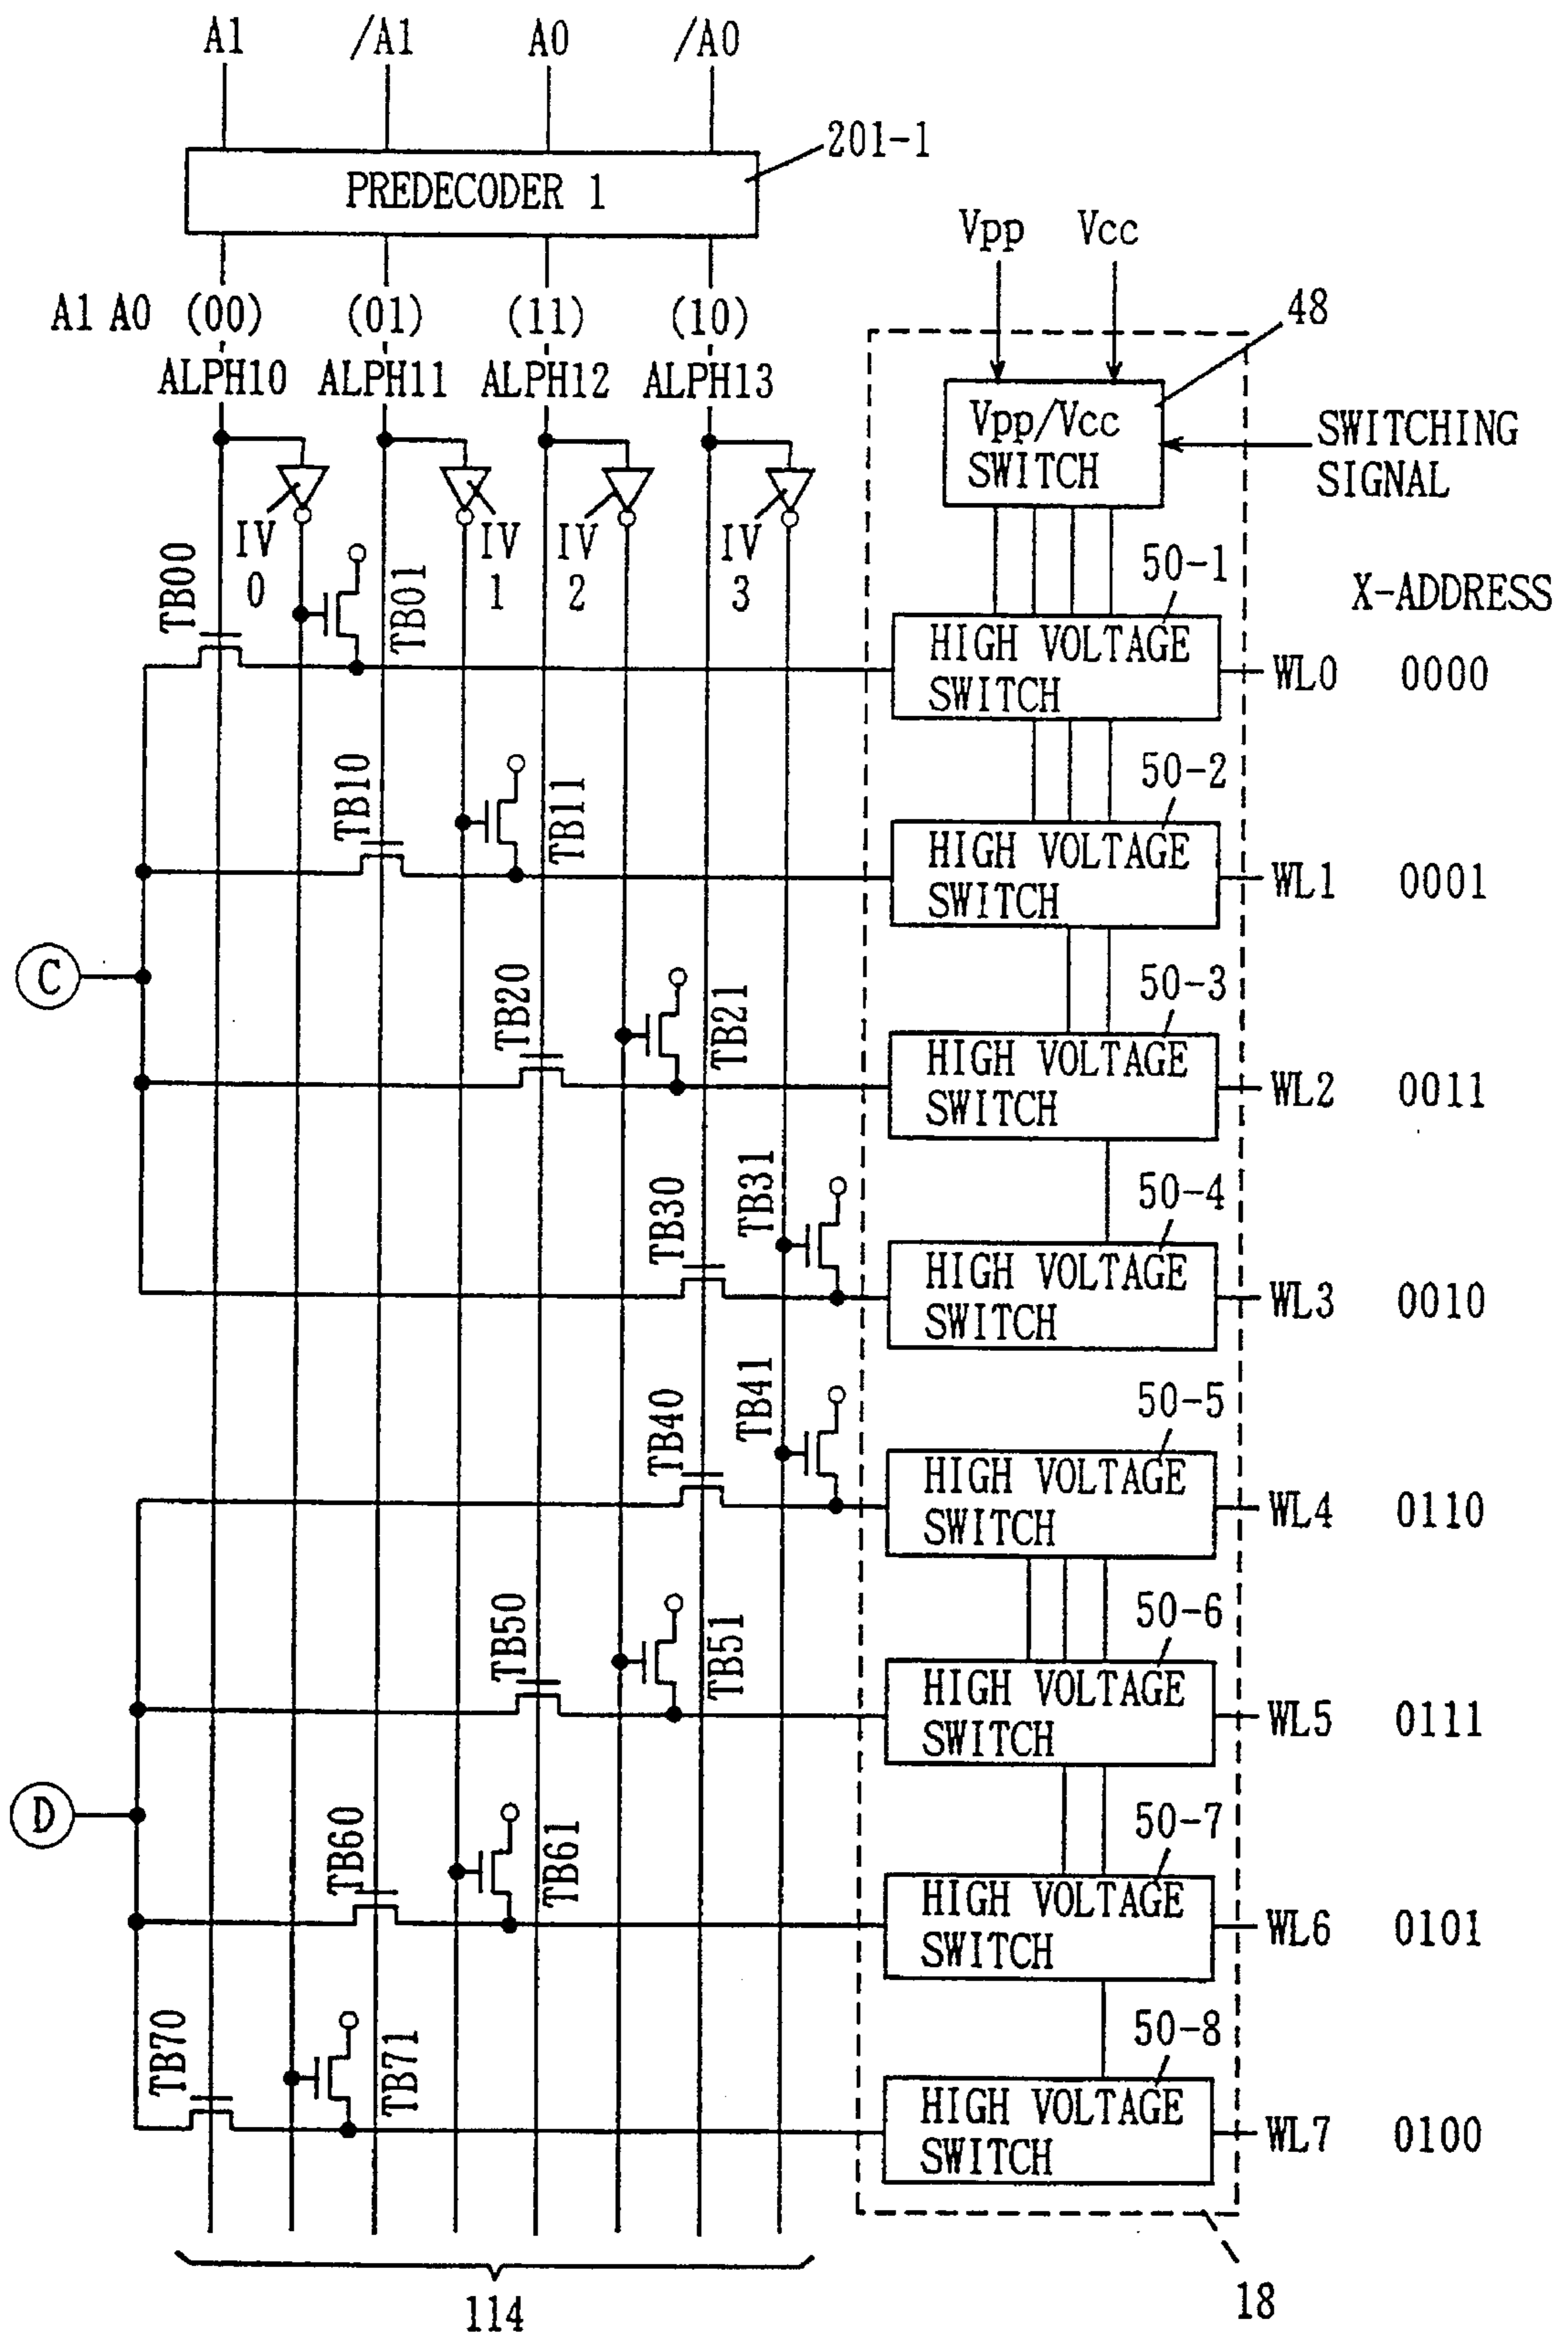 A1 /A1 A0 /A0
201-1
PREDECODER 1
Vpp Vcc
A1 A0 (00) (01) (11) (10)
48
ALPH10 ALPH11 ALPH12 ALPH13
Vpp/Vcc
SWITCH
SWITCHING
SIGNAL
IV
0
IV
1
IV
2
IV
3
TB00
TB01
50-1
X-ADDRESS
HIGH VOLTAGE
SWITCH
WL0 0000
TB10
TB11
50-2
HIGH VOLTAGE
SWITCH
WL1 0001
C
TB20
TB21
50-3
HIGH VOLTAGE
SWITCH
WL2 0011
TB30
TB31
50-4
HIGH VOLTAGE
SWITCH
WL3 0010
TB40
TB41
50-5
HIGH VOLTAGE
SWITCH
WL4 0110
TB50
TB51
50-6
HIGH VOLTAGE
SWITCH
WL5 0111
D
TB60
TB61
50-7
HIGH VOLTAGE
SWITCH
WL6 0101
TB70
TB71
50-8
HIGH VOLTAGE
SWITCH
WL7 0100
114
18